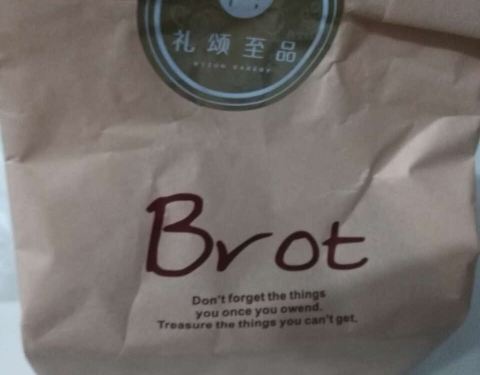 礼颂至品
BAKERY
Brot
Don't forget the things
you once you owend.
Treasure the things you can't get.